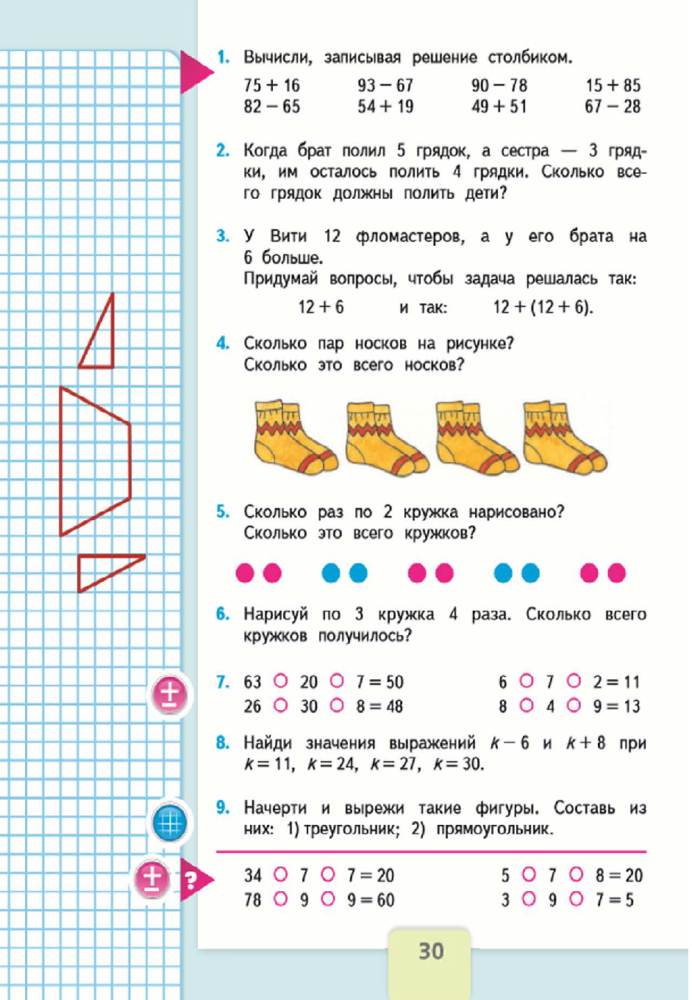 1. Вычисли, записывая решение столбиком.
75 + 16 93 − 67 90 − 78 15 + 85
82 − 65 54 + 19 49 + 51 67 − 28
2. Когда брат полил 5 грядок, а сестра — 3 гряд-
ки, им осталось полить 4 грядки. Сколько все-
го грядок должны полить дети?
3. У Вити 12 фломастеров, а у его брата на
6 больше.
Придумай вопросы, чтобы задача решалась так:
12 + 6 и так: 12 + (12 + 6).
4. Сколько пар носков на рисунке?
Сколько это всего носков?
5. Сколько раз по 2 кружка нарисовано?
Сколько это всего кружков?
6. Нарисуй по 3 кружка 4 раза. Сколько всего
кружков получилось?
7. 63 ○ 20 ○ 7 = 50 6 ○ 7 ○ 2 = 11
26 ○ 30 ○ 8 = 48 8 ○ 4 ○ 9 = 13
8. Найди значения выражений k − 6 и k + 8 при
k = 11, k = 24, k = 27, k = 30.
9. Начерти и вырежи такие фигуры. Составь из
них: 1) треугольник; 2) прямоугольник.
? 34 ○ 7 ○ 7 = 20 5 ○ 7 ○ 8 = 20
78 ○ 9 ○ 9 = 60 3 ○ 9 ○ 7 = 5
30